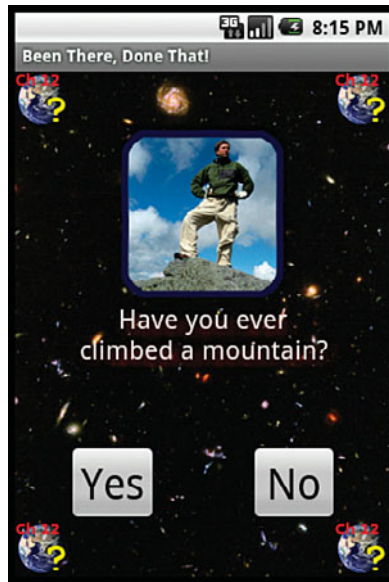 3G 8:15 PM
Been There, Done That!
Ch 12 Ch 12
?
?
Have you ever
climbed a mountain?
Yes No
Ch 12 Ch 12
?
?